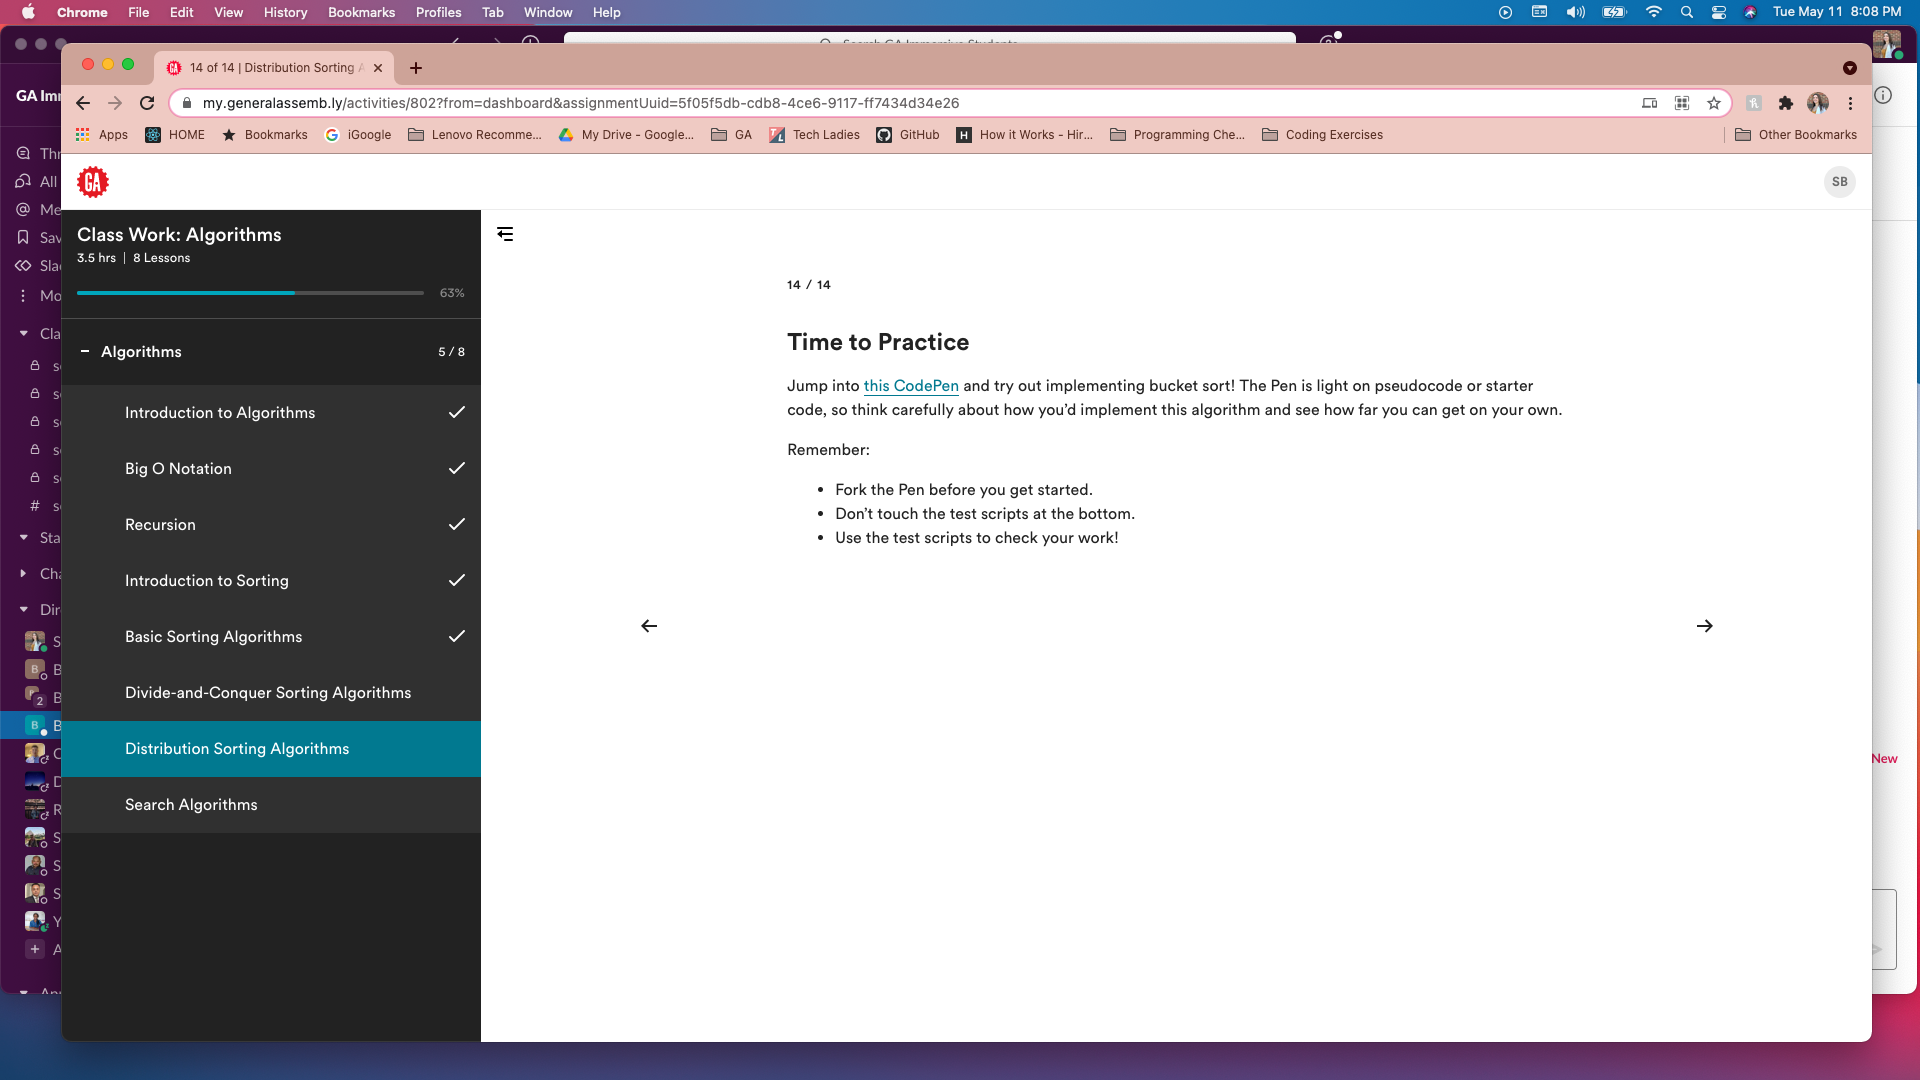 Chrome File Edit View History Bookmarks Profiles Tab Window Help
Tue May 11 8:08 PM
14 of 14 | Distribution Sorting
my.generalassemb.ly/activities/802?from=dashboard&assignmentUuid=5f05f5db-cdb8-4ce6-9117-ff7434d34e26
Apps HOME Bookmarks iGoogle Lenovo Recomme... My Drive - Google... GA Tech Ladies GitHub How it Works - Hir... Programming Che... Coding Exercises Other Bookmarks
GA
SB
Class Work: Algorithms
3.5 hrs | 8 Lessons
63%
Algorithms 5 / 8
Introduction to Algorithms
Big O Notation
Recursion
Introduction to Sorting
Basic Sorting Algorithms
Divide-and-Conquer Sorting Algorithms
Distribution Sorting Algorithms
Search Algorithms
14 / 14
Time to Practice
Jump into this CodePen and try out implementing bucket sort! The Pen is light on pseudocode or starter
code, so think carefully about how you’d implement this algorithm and see how far you can get on your own.
Remember:
• Fork the Pen before you get started.
• Don’t touch the test scripts at the bottom.
• Use the test scripts to check your work!
New